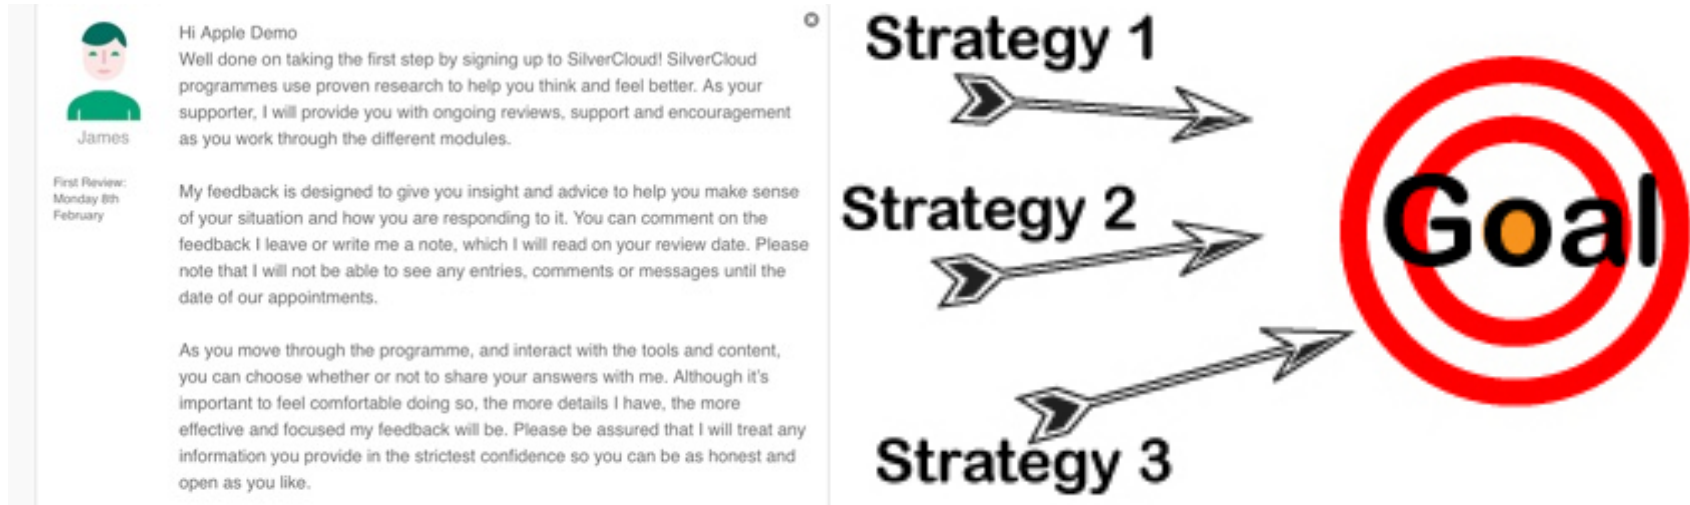 Hi Apple Demo
Well done on taking the first step by signing up to SilverCloud! SilverCloud
programmes use proven research to help you think and feel better. As your
supporter, I will provide you with ongoing reviews, support and encouragement
as you work through the different modules.
James
First Review:
Monday 8th
February
My feedback is designed to give you insight and advice to help you make sense
of your situation and how you are responding to it. You can comment on the
feedback I leave or write me a note, which I will read on your review date. Please
note that I will not be able to see any entries, comments or messages until the
date of our appointments.
As you move through the programme, and interact with the tools and content,
you can choose whether or not to share your answers with me. Although it's
important to feel comfortable doing so, the more details I have, the more
effective and focused my feedback will be. Please be assured that I will treat any
information you provide in the strictest confidence so you can be as honest and
open as you like.
Strategy 1
Strategy 2
Strategy 3
Goal